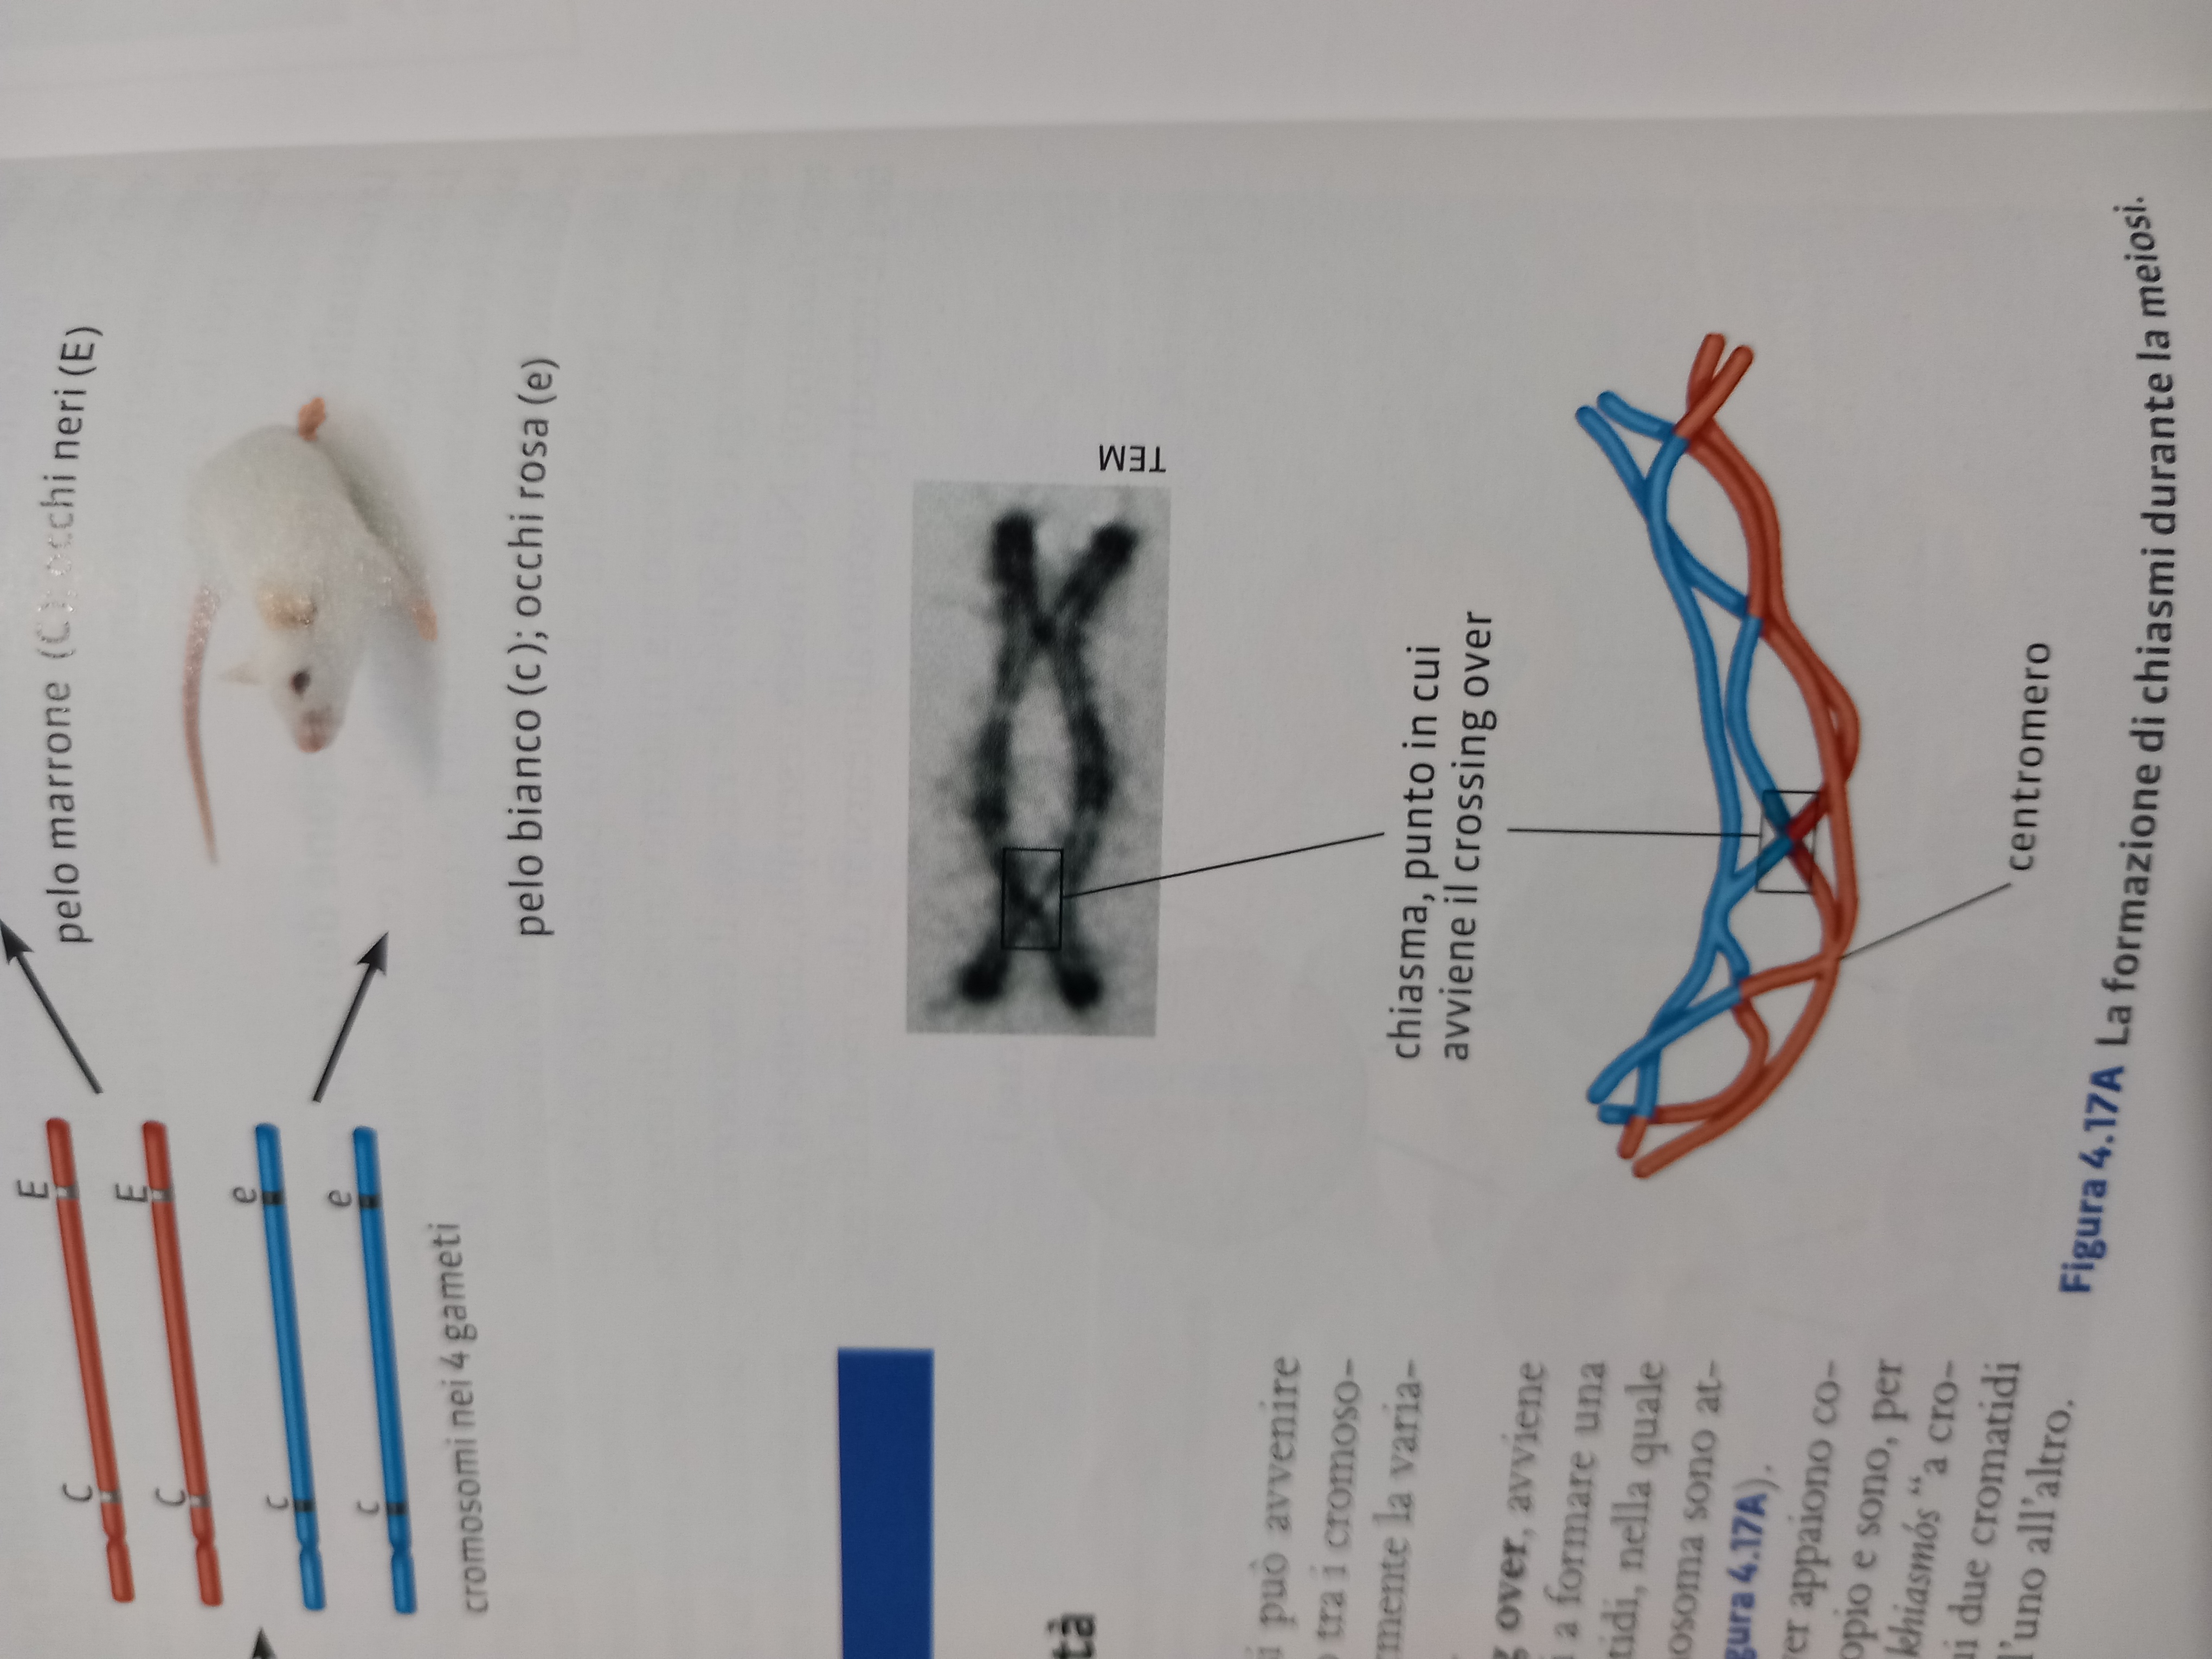 C E
C E
c e
c e
cromosomi nei 4 gameti
pelo marrone (C); occhi neri (E)
pelo bianco (c); occhi rosa (e)
tà
i può avvenire
tra i cromoso-
mente la varia-
over, avviene
a formare una
tidi, nella quale
osoma sono at-
gura 4.17A).
er appaiono co-
opio e sono, per
khiasmós “a cro-
ui due cromatidi
l’uno all’altro.
TEM
chiasma, punto in cui
avviene il crossing over
centromero
Figura 4.17A La formazione di chiasmi durante la meiosi.